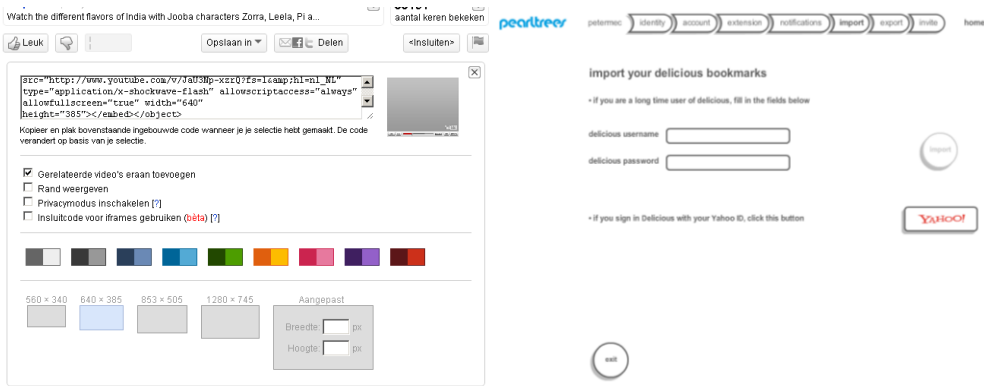 Watch the different flavors of India with Jooba characters Zorra, Leela, Pi a...
aantal keren bekeken
Leuk
Opslaan in
Delen
<Insluiten>
src="http://www.youtube.com/v/JaU3Np-xzrQ?fs=1&amp;hl=nl_NL"
type="application/x-shockwave-flash" allowscriptaccess="always"
allowfullscreen="true" width="640"
height="385"></embed></object>
Kopieer en plak bovenstaande ingebouwde code wanneer je je selectie hebt gemaakt. De code
verandert op basis van je selectie.
Gerelateerde video's eraan toevoegen
Rand weergeven
Privacymodus inschakelen [?]
Insluitcode voor iframes gebruiken (bèta) [?]
560 × 340 640 × 385 853 × 505 1280 × 745 Aangepast
Breedte: px
Hoogte: px
pearltrees
petermec identity account extension notifications import export invite home
import your delicious bookmarks
• if you are a long time user of delicious, fill in the fields below
delicious username
delicious password
import
• if you sign in Delicious with your Yahoo ID, click this button
YAHOO!
exit